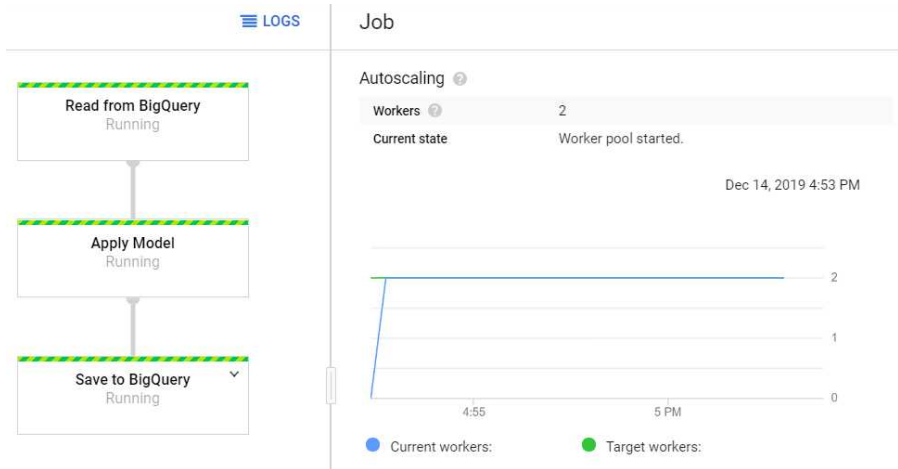 LOGS
Job
Read from BigQuery
Running
Apply Model
Running
Save to BigQuery
Running
Autoscaling
Workers 2
Current state Worker pool started.
Dec 14, 2019 4:53 PM
2
1
0
4:55 5 PM
Current workers: Target workers: